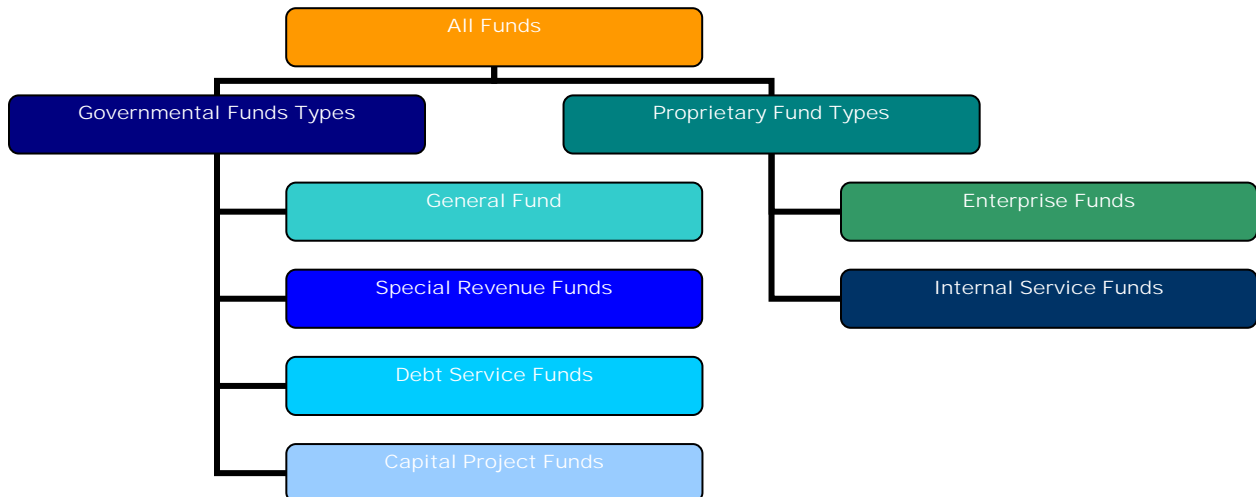 All Funds
Governmental Funds Types
Proprietary Fund Types
General Fund
Enterprise Funds
Special Revenue Funds
Internal Service Funds
Debt Service Funds
Capital Project Funds